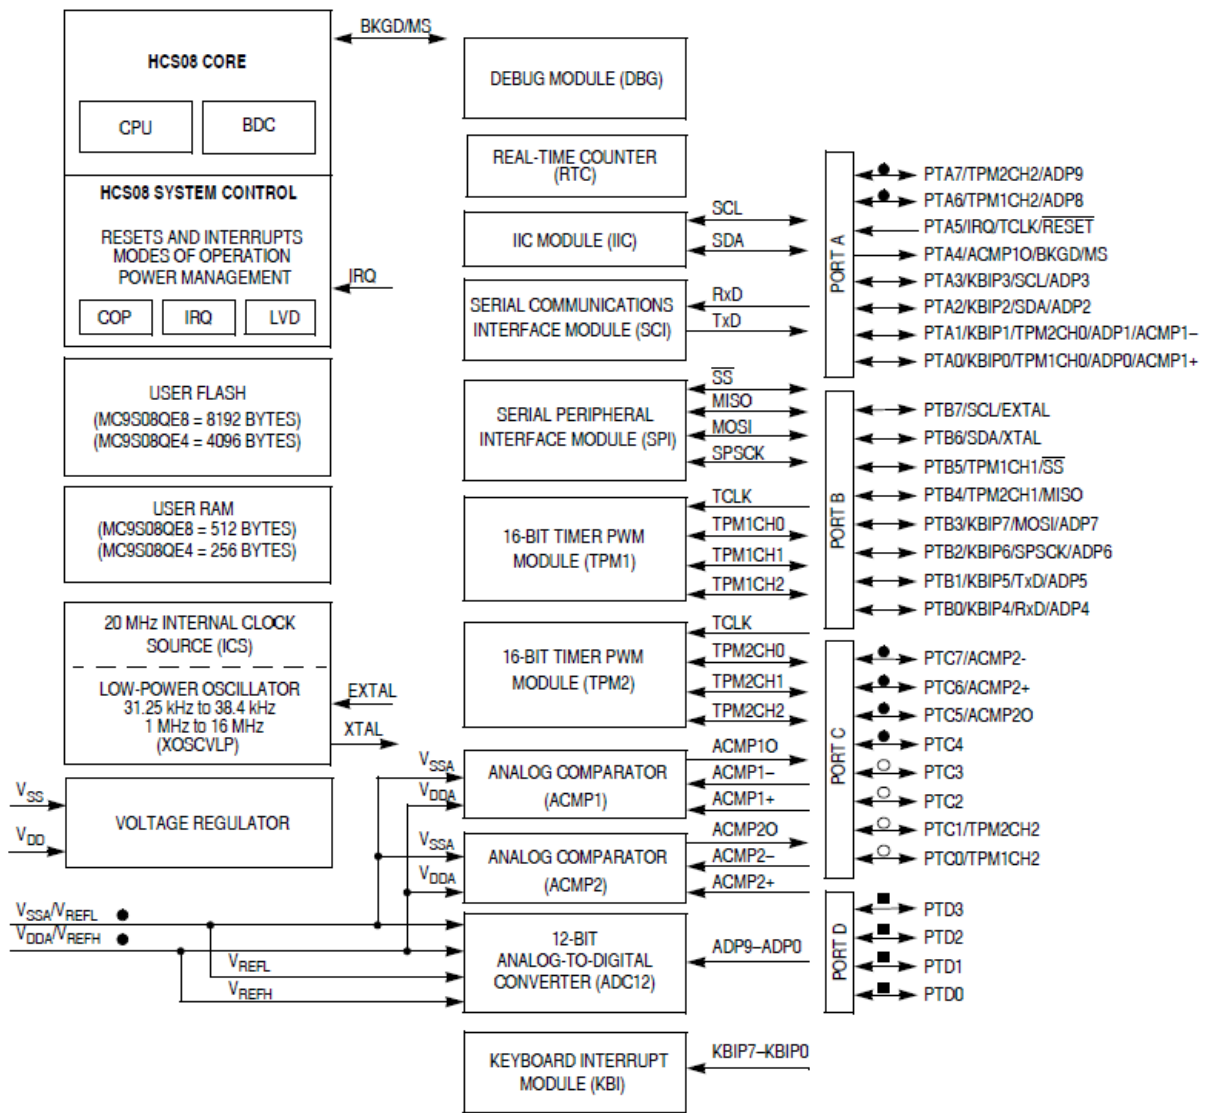 HCS08 CORE
CPU
BDC
BKGD/MS
HCS08 SYSTEM CONTROL
RESETS AND INTERRUPTS
MODES OF OPERATION
POWER MANAGEMENT
COP
IRQ
LVD
IRQ
USER FLASH
(MC9S08QE8 = 8192 BYTES)
(MC9S08QE4 = 4096 BYTES)
USER RAM
(MC9S08QE8 = 512 BYTES)
(MC9S08QE4 = 256 BYTES)
20 MHz INTERNAL CLOCK
SOURCE (ICS)
LOW-POWER OSCILLATOR
31.25 kHz to 38.4 kHz
1 MHz to 16 MHz
(XOSCVLP)
EXTAL
XTAL
VSS
VDD
VOLTAGE REGULATOR
VSSA/VREFL
VDDA/VREFH
VREFL
VREFH
DEBUG MODULE (DBG)
REAL-TIME COUNTER
(RTC)
IIC MODULE (IIC)
SCL
SDA
SERIAL COMMUNICATIONS
INTERFACE MODULE (SCI)
RxD
TxD
SERIAL PERIPHERAL
INTERFACE MODULE (SPI)
SS
MISO
MOSI
SPSCK
16-BIT TIMER PWM
MODULE (TPM1)
TCLK
TPM1CH0
TPM1CH1
TPM1CH2
16-BIT TIMER PWM
MODULE (TPM2)
TCLK
TPM2CH0
TPM2CH1
TPM2CH2
VSSA
VDDA
ANALOG COMPARATOR
(ACMP1)
ACMP1O
ACMP1–
ACMP1+
VSSA
VDDA
ANALOG COMPARATOR
(ACMP2)
ACMP2O
ACMP2–
ACMP2+
12-BIT
ANALOG-TO-DIGITAL
CONVERTER (ADC12)
ADP9–ADP0
KEYBOARD INTERRUPT
MODULE (KBI)
KBIP7–KBIP0
PORT A
PTA7/TPM2CH2/ADP9
PTA6/TPM1CH2/ADP8
PTA5/IRQ/TCLK/RESET
PTA4/ACMP1O/BKGD/MS
PTA3/KBIP3/SCL/ADP3
PTA2/KBIP2/SDA/ADP2
PTA1/KBIP1/TPM2CH0/ADP1/ACMP1–
PTA0/KBIP0/TPM1CH0/ADP0/ACMP1+
PORT B
PTB7/SCL/EXTAL
PTB6/SDA/XTAL
PTB5/TPM1CH1/SS
PTB4/TPM2CH1/MISO
PTB3/KBIP7/MOSI/ADP7
PTB2/KBIP6/SPSCK/ADP6
PTB1/KBIP5/TxD/ADP5
PTB0/KBIP4/RxD/ADP4
PORT C
PTC7/ACMP2-
PTC6/ACMP2+
PTC5/ACMP2O
PTC4
PTC3
PTC2
PTC1/TPM2CH2
PTC0/TPM1CH2
PORT D
PTD3
PTD2
PTD1
PTD0